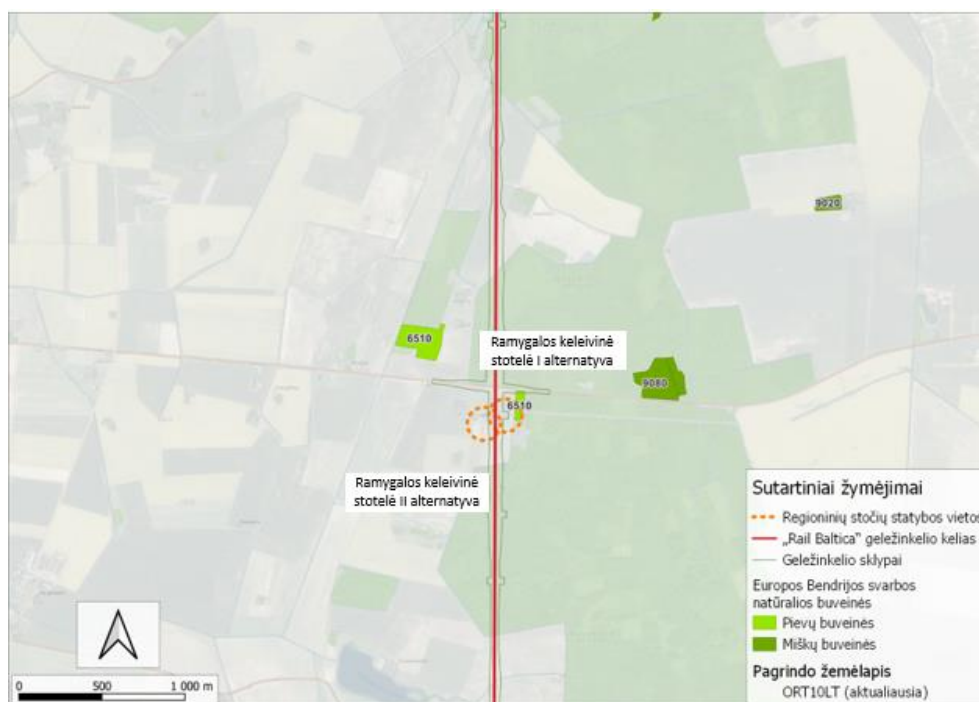 9020
6510
Ramygalos keleivinė
stotelė I alternatyva
9080
6510
Ramygalos keleivinė
stotelė II alternatyva
Sutartiniai žymėjimai
Regioninių stočių statybos vietos
„Rail Baltica“ geležinkelio kelias
Geležinkelio sklypai
Europos Bendrijos svarbos
natūralios buveinės
Pievų buveinės
Miškų buveinės
Pagrindo žemėlapis
ORT10LT (aktualiausia)
0 500 1 000 m